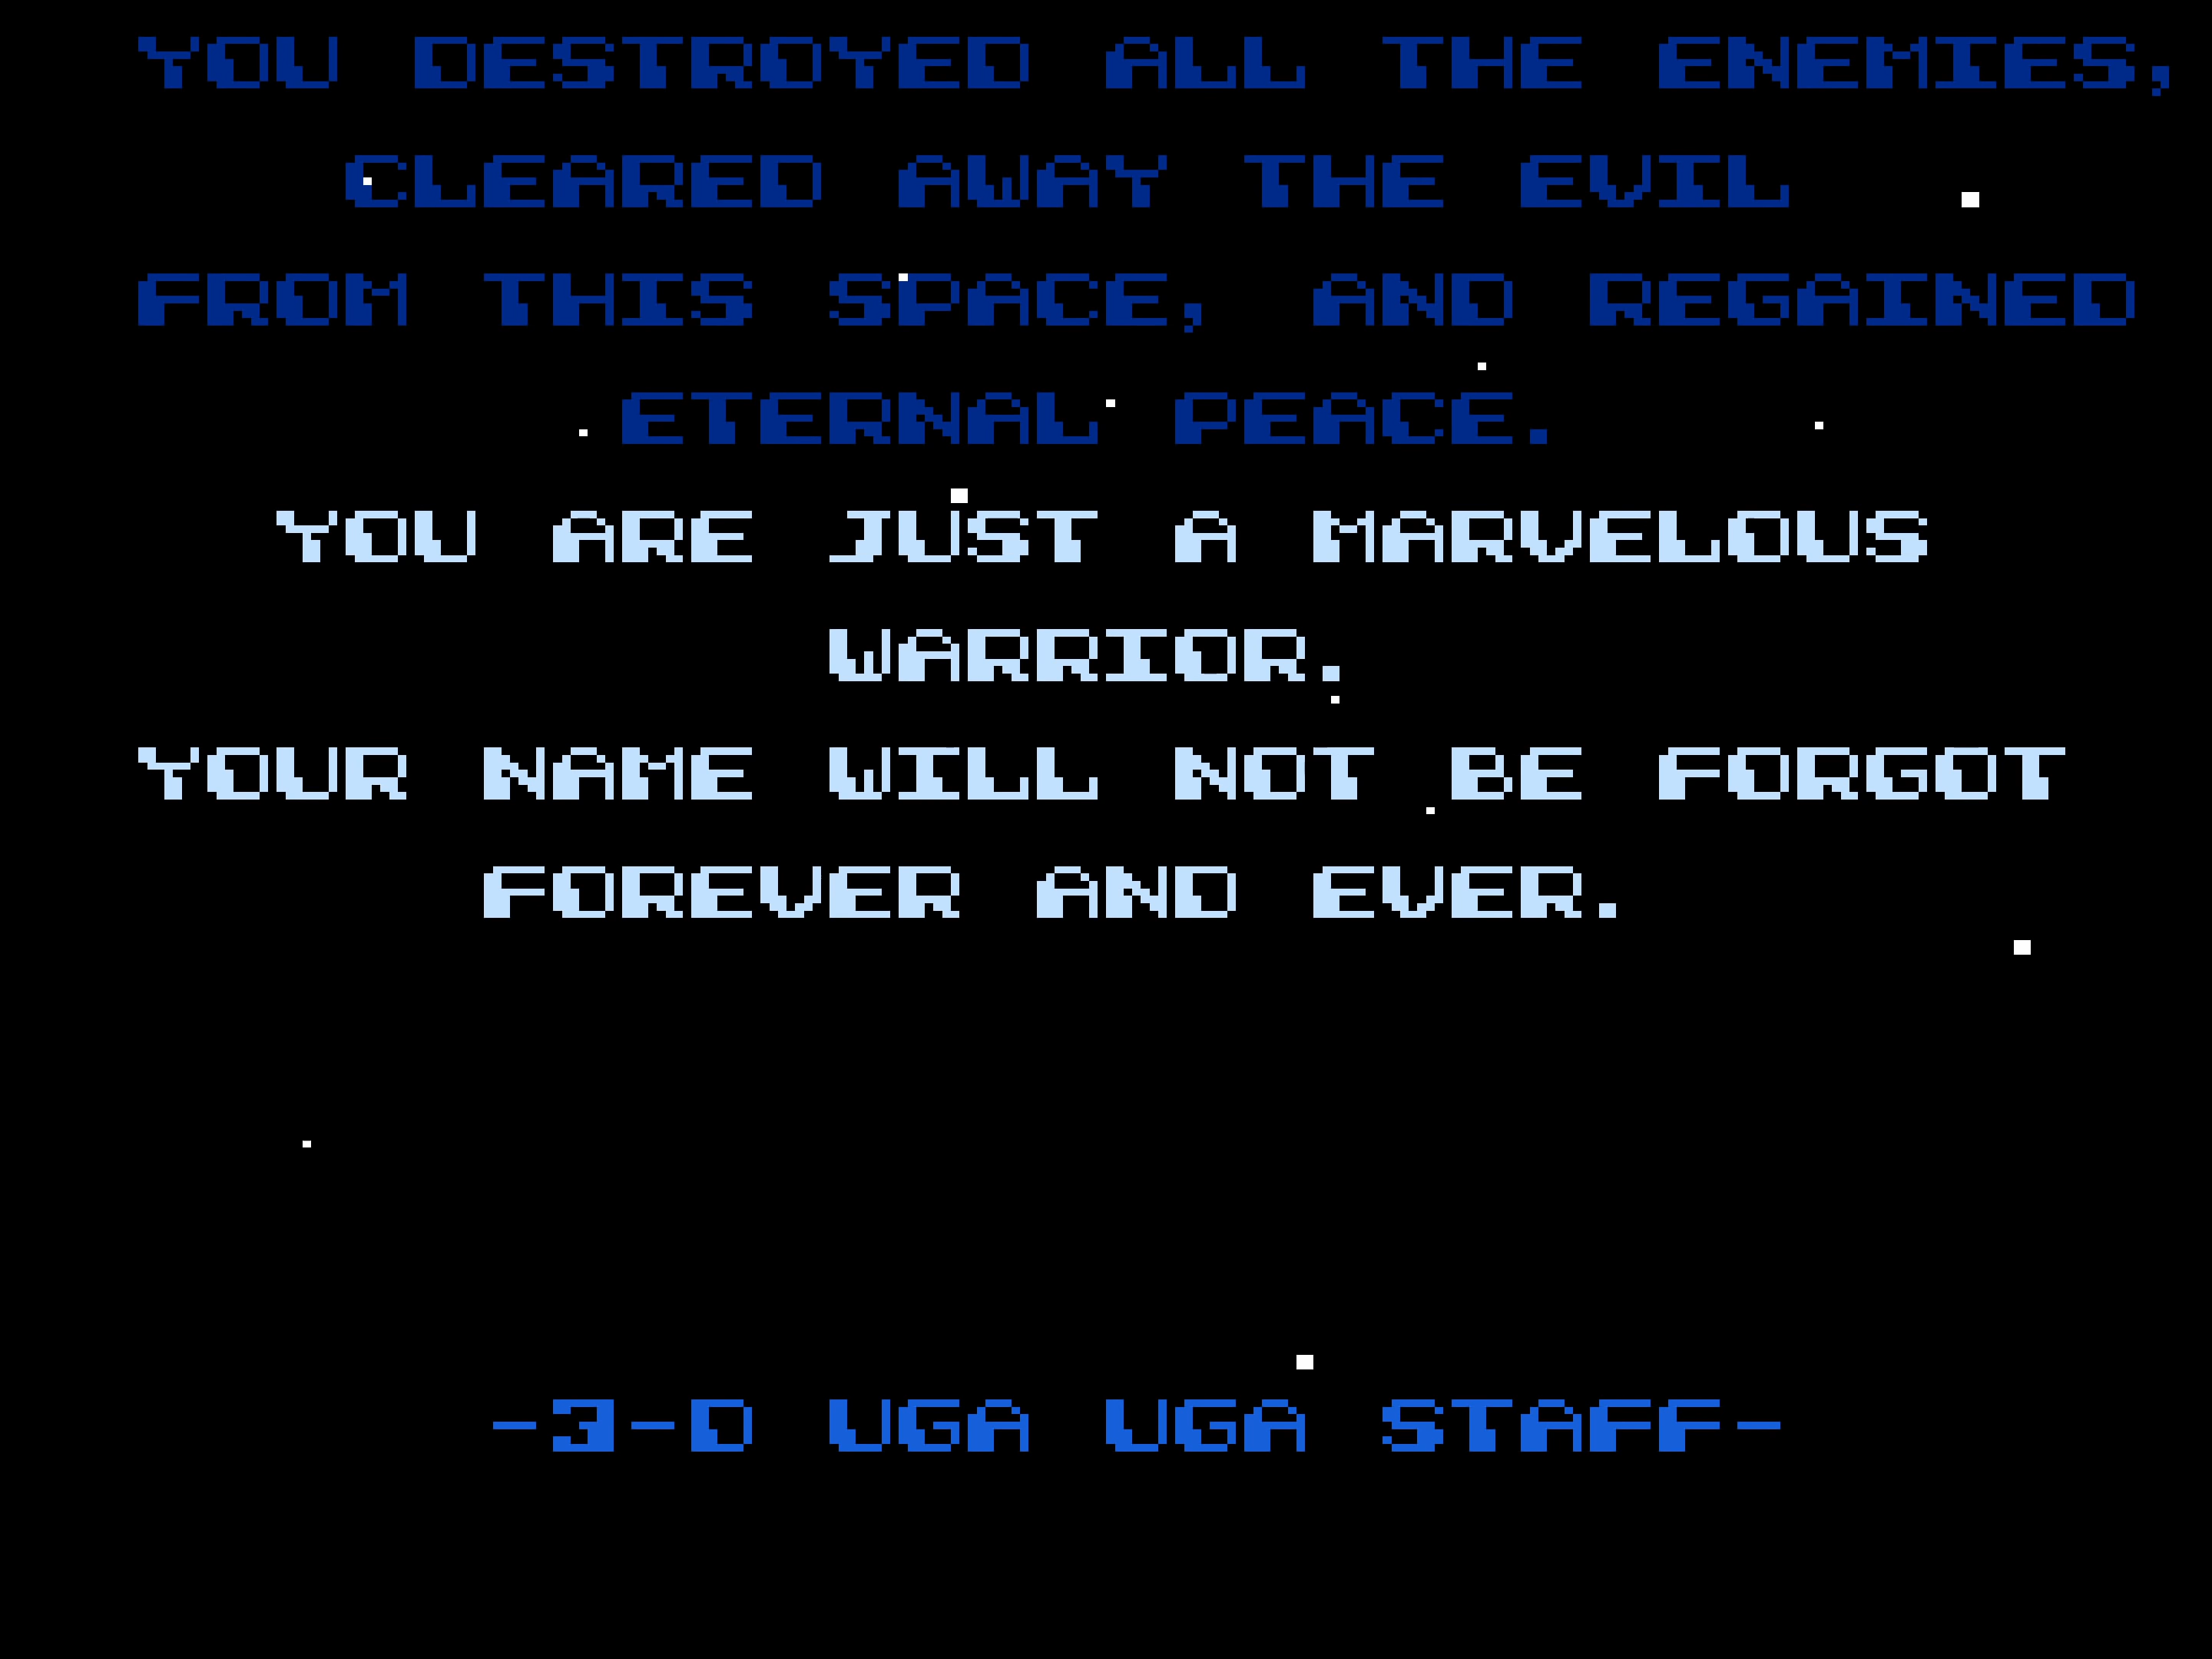 YOU DESTROYED ALL THE ENEMIES,
CLEARED AWAY THE EVIL
FROM THIS SPACE, AND REGAINED
ETERNAL PEACE.
YOU ARE JUST A MARVELOUS
WARRIOR.
YOUR NAME WILL NOT BE FORGOT
FOREVER AND EVER.
-3-D UGA UGA STAFF-